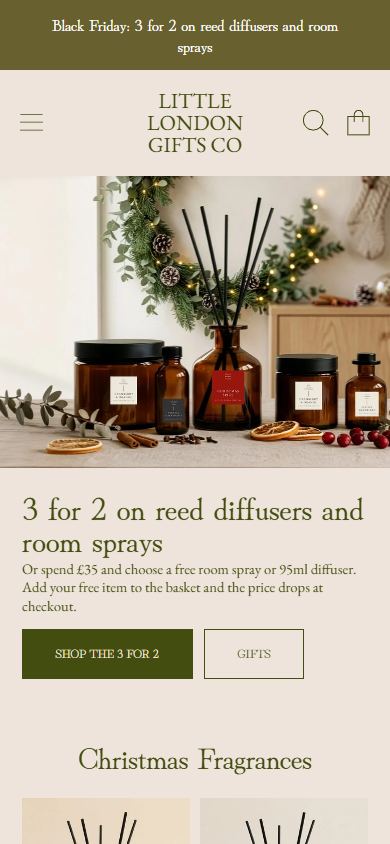 Black Friday: 3 for 2 on reed diffusers and room
sprays
LITTLE
LONDON
GIFTS CO
CHRISTMAS
SPICE
3 for 2 on reed diffusers and
room sprays
Or spend £35 and choose a free room spray or 95ml diffuser.
Add your free item to the basket and the price drops at
checkout.
SHOP THE 3 FOR 2
GIFTS
Christmas Fragrances